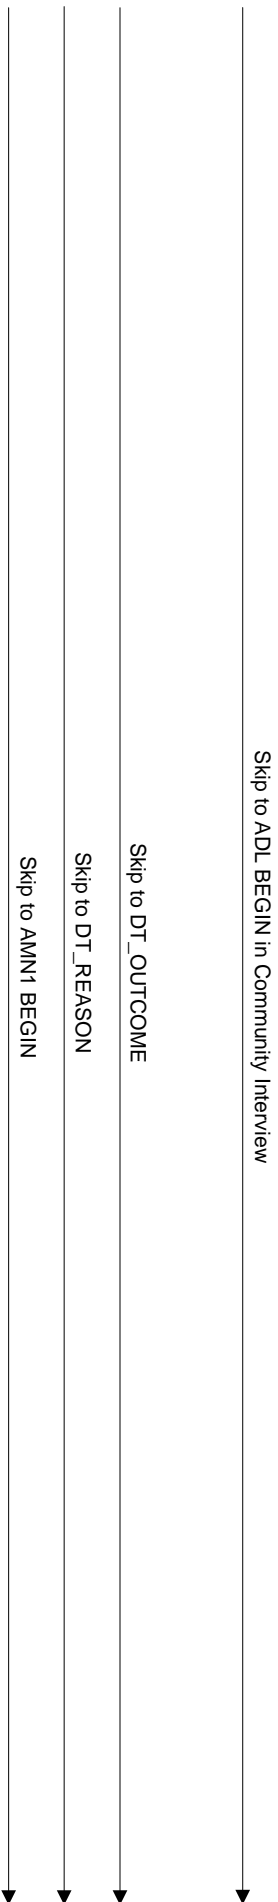 Skip to ADL BEGIN in Community Interview
Skip to DT_OUTCOME
Skip to DT_REASON
Skip to AMN1 BEGIN